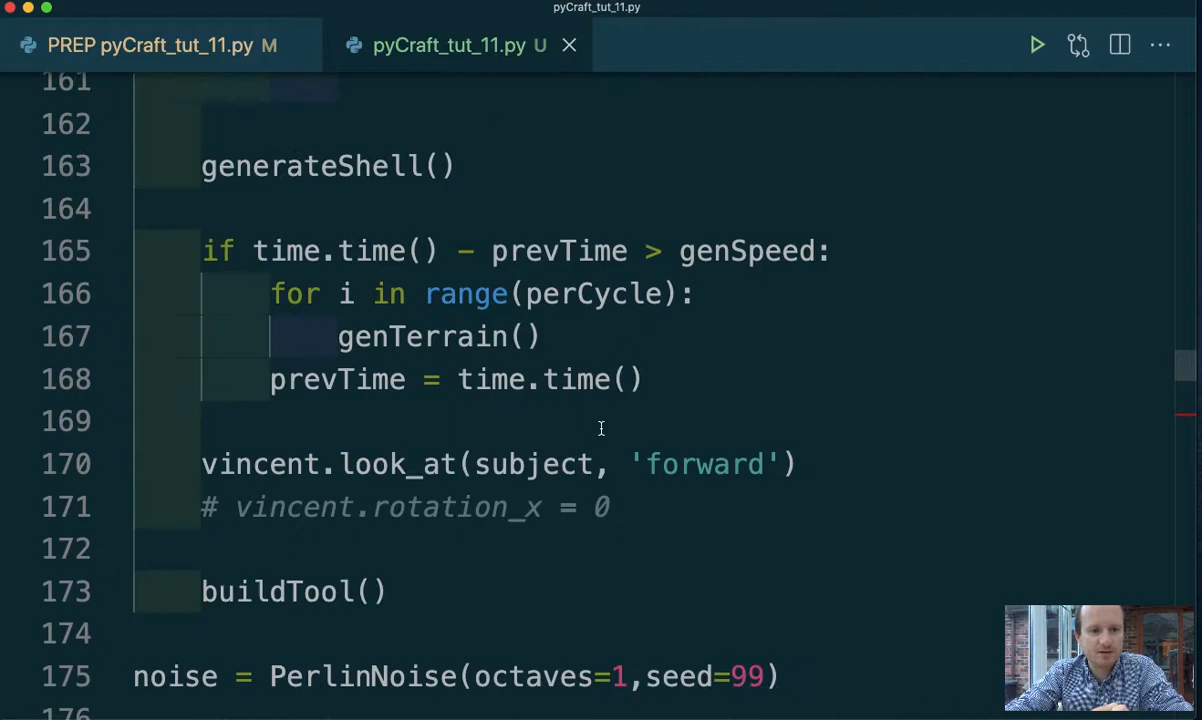 pyCraft_tut_11.py
PREP pyCraft_tut_11.py M
pyCraft_tut_11.py U
161
162
163 generateShell()
164
165 if time.time() - prevTime > genSpeed:
166 for i in range(perCycle):
167 genTerrain()
168 prevTime = time.time()
169
170 vincent.look_at(subject, 'forward')
171 # vincent.rotation_x = 0
172
173 buildTool()
174
175 noise = PerlinNoise(octaves=1,seed=99)
176